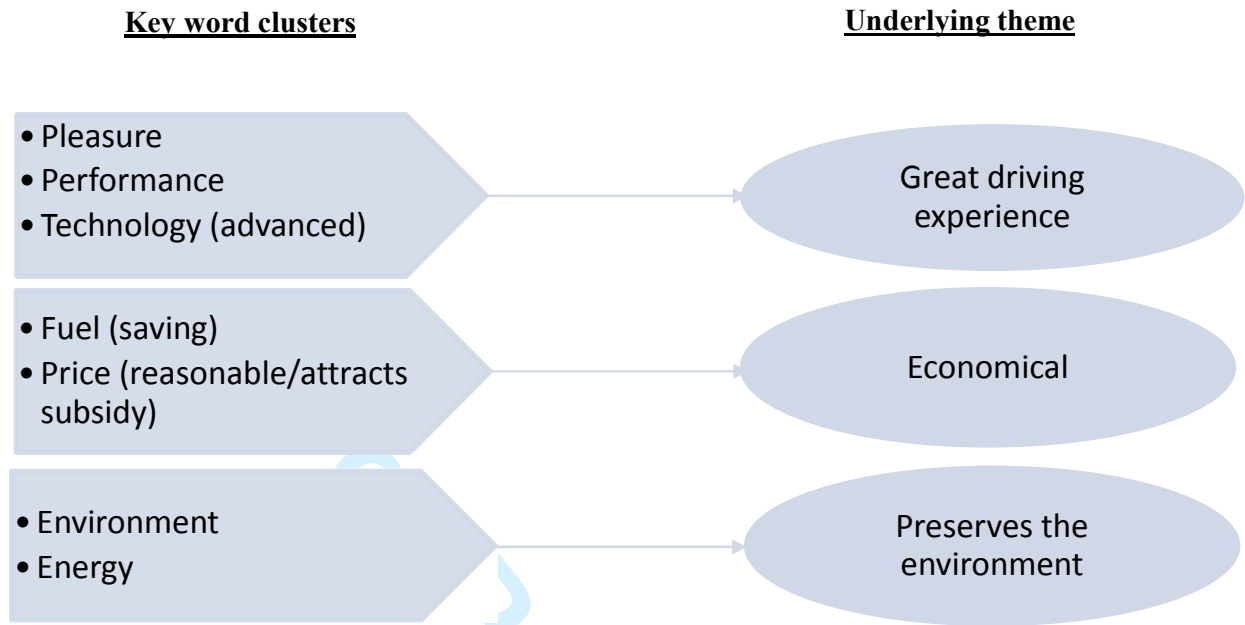 Key word clusters
Underlying theme
• Pleasure
• Performance
• Technology (advanced)
Great driving
experience
• Fuel (saving)
• Price (reasonable/attracts
subsidy)
Economical
• Environment
• Energy
Preserves the
environment